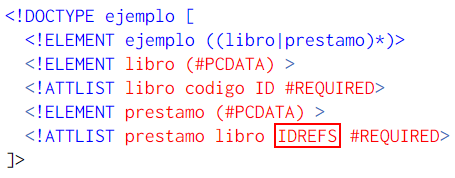 <!DOCTYPE ejemplo [
<!ELEMENT ejemplo ((libro|prestamo)*)>
<!ELEMENT libro (#PCDATA) >
<!ATTLIST libro codigo ID #REQUIRED>
<!ELEMENT prestamo (#PCDATA) >
<!ATTLIST prestamo libro IDREFS #REQUIRED>
]>